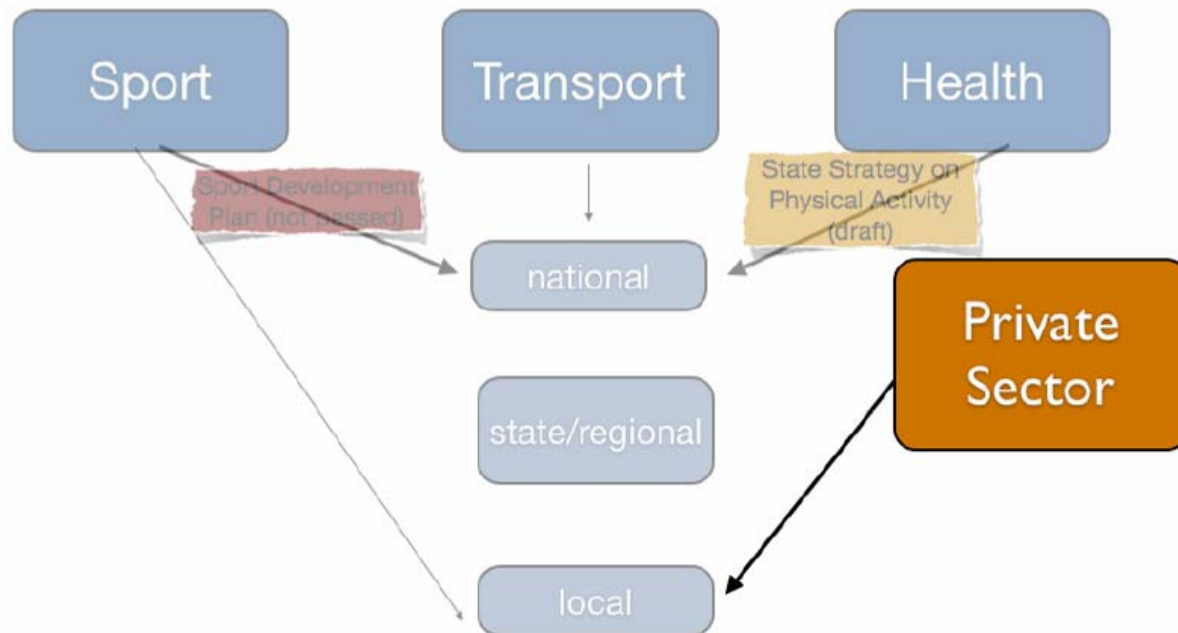 Sport
Transport
Health
Sport Development
Plan (not passed)
State Strategy on
Physical Activity
(draft)
national
Private
Sector
state/regional
local